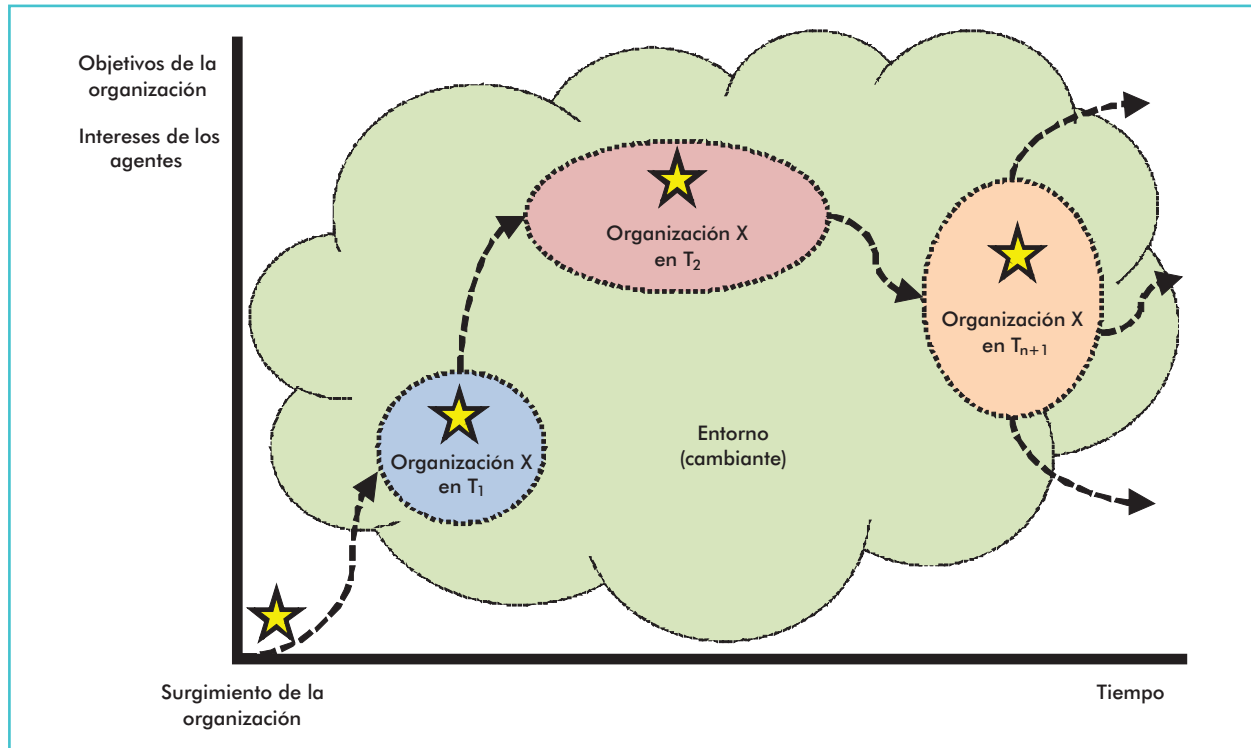 Objetivos de la
organización
Intereses de los
agentes
Organización X
en T₂
Organización X
en Tₙ₊₁
Organización X
en T₁
Entorno
(cambiante)
Surgimiento de la
organización
Tiempo